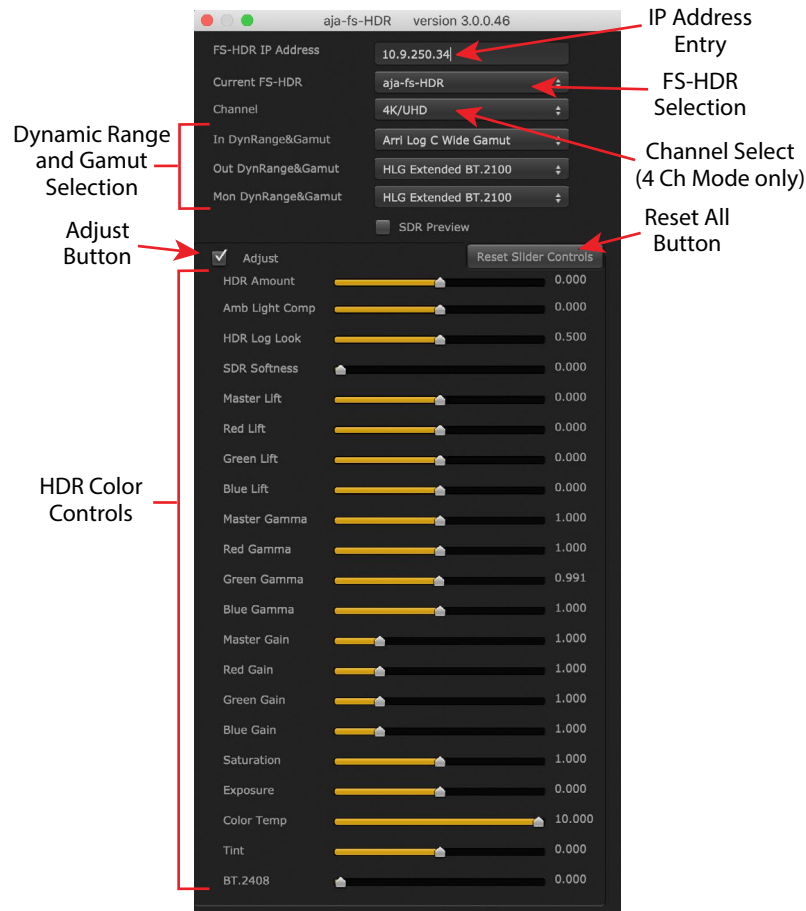 aja-fs-HDR version 3.0.0.46
IP Address
Entry
FS-HDR IP Address 10.9.250.34
Current FS-HDR aja-fs-HDR
FS-HDR
Selection
Channel 4K/UHD
Channel Select
(4 Ch Mode only)
Dynamic Range
and Gamut
Selection
In DynRange&Gamut Arri Log C Wide Gamut
Out DynRange&Gamut HLG Extended BT.2100
Mon DynRange&Gamut HLG Extended BT.2100
SDR Preview
Adjust
Button
Reset All
Button
Adjust Reset Slider Controls
HDR Color
Controls
HDR Amount 0.000
Amb Light Comp 0.000
HDR Log Look 0.500
SDR Softness 0.000
Master Lift 0.000
Red Lift 0.000
Green Lift 0.000
Blue Lift 0.000
Master Gamma 1.000
Red Gamma 1.000
Green Gamma 0.991
Blue Gamma 1.000
Master Gain 1.000
Red Gain 1.000
Green Gain 1.000
Blue Gain 1.000
Saturation 1.000
Exposure 0.000
Color Temp 10.000
Tint 0.000
BT.2408 0.000